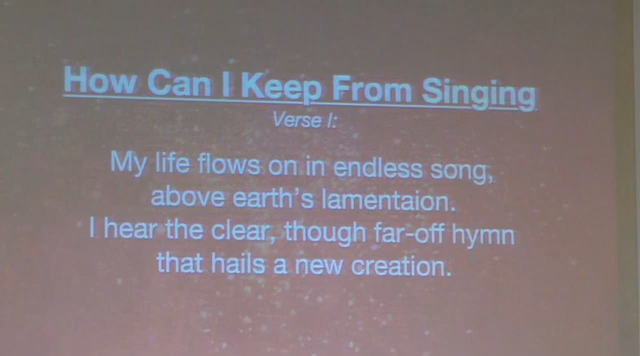 How Can I Keep From Singing
Verse I:
My life flows on in endless song,
above earth's lamentaion.
I hear the clear, though far-off hymn
that hails a new creation.